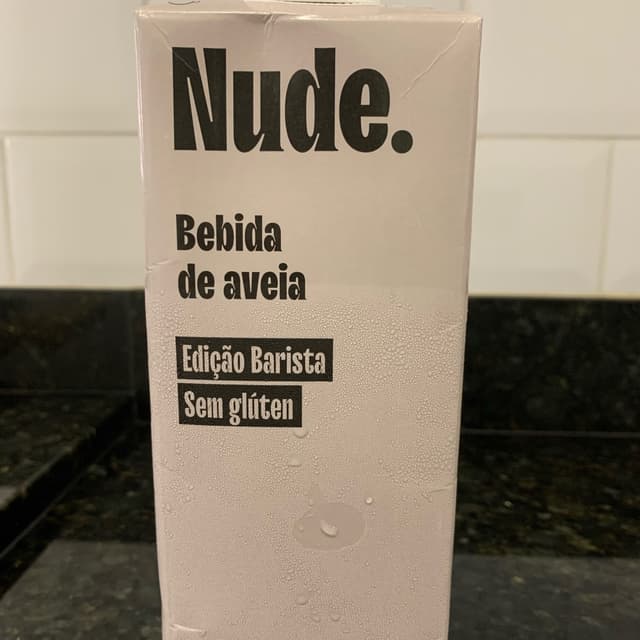 Nude.
Bebida
de aveia
Edição Barista
Sem glúten